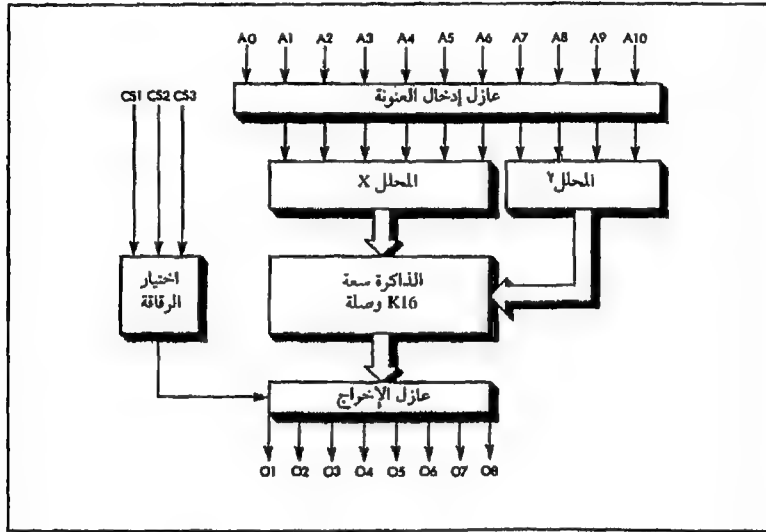 A0 A1 A2 A3 A4 A5 A6 A7 A8 A9 A10
CS1 CS2 CS3
عازل إدخال العنونة
المحلل X
المحلل Y
اختيار
الرقاقة
الذاكرة سعة
K16 وصلة
عازل الإخراج
O1 O2 O3 O4 O5 O6 O7 O8